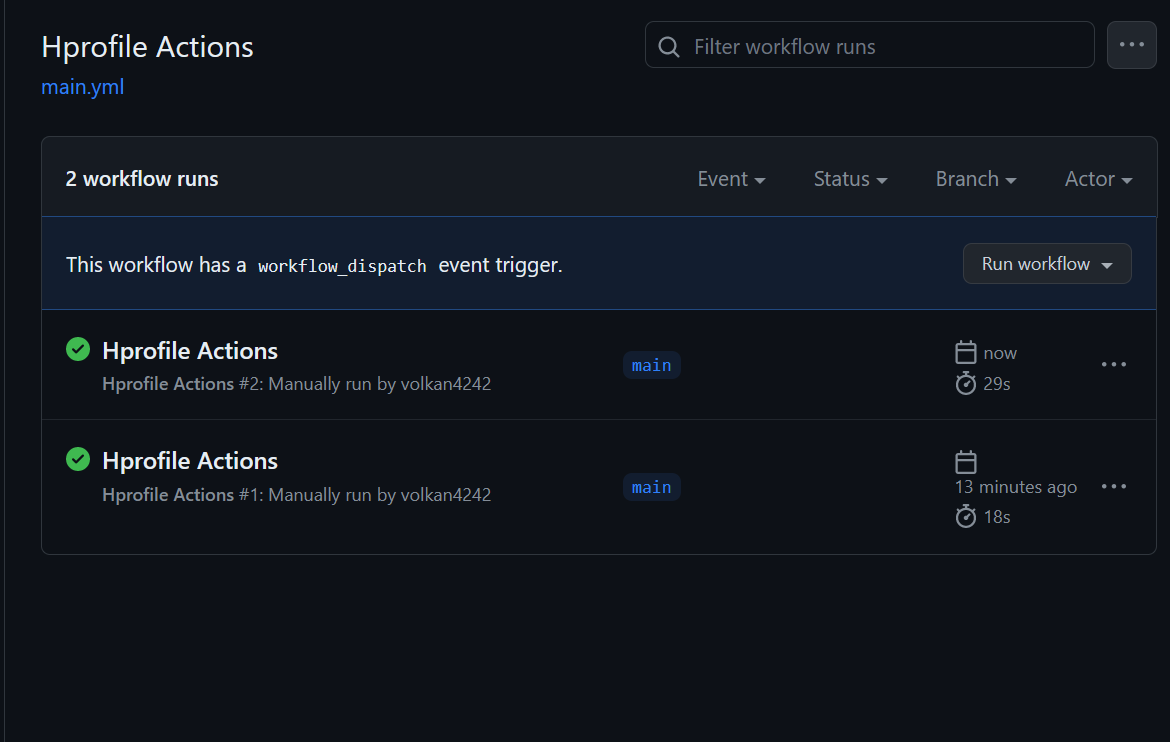 Hprofile Actions
Filter workflow runs
main.yml
2 workflow runs
Event
Status
Branch
Actor
This workflow has a workflow_dispatch event trigger.
Run workflow
Hprofile Actions
Hprofile Actions #2: Manually run by volkan4242
main
now
29s
Hprofile Actions
Hprofile Actions #1: Manually run by volkan4242
main
13 minutes ago
18s